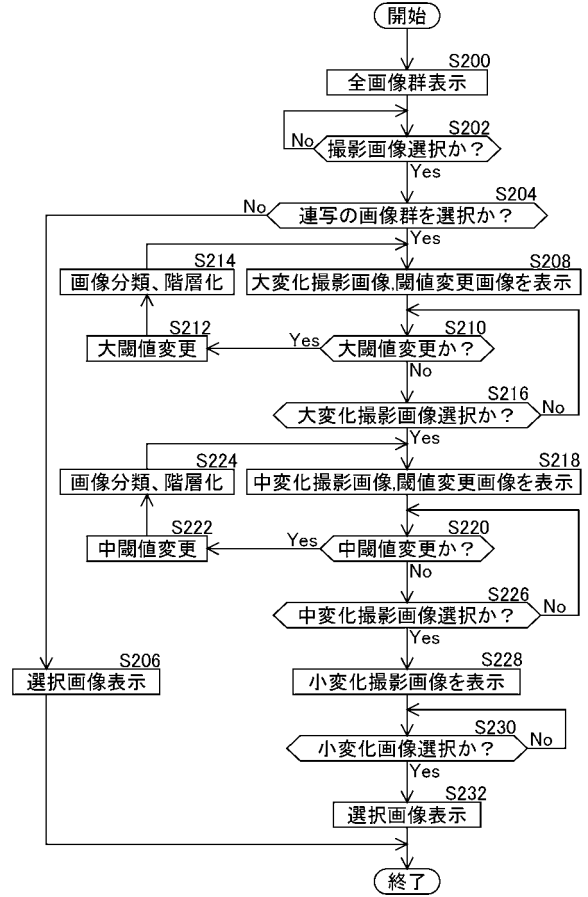 開始
S200
全画像群表示
S202
No
撮影画像選択か?
Yes
S204
No
連写の画像群を選択か?
Yes
S214
画像分類、階層化
S208
大変化撮影画像,閾値変更画像を表示
S212
大閾値変更
Yes
S210
大閾値変更か?
No
S216
大変化撮影画像選択か?
No
Yes
S224
画像分類、階層化
S218
中変化撮影画像,閾値変更画像を表示
S222
中閾値変更
Yes
S220
中閾値変更か?
No
S226
中変化撮影画像選択か?
No
Yes
S206
選択画像表示
S228
小変化撮影画像を表示
S230
小変化画像選択か?
No
Yes
S232
選択画像表示
終了